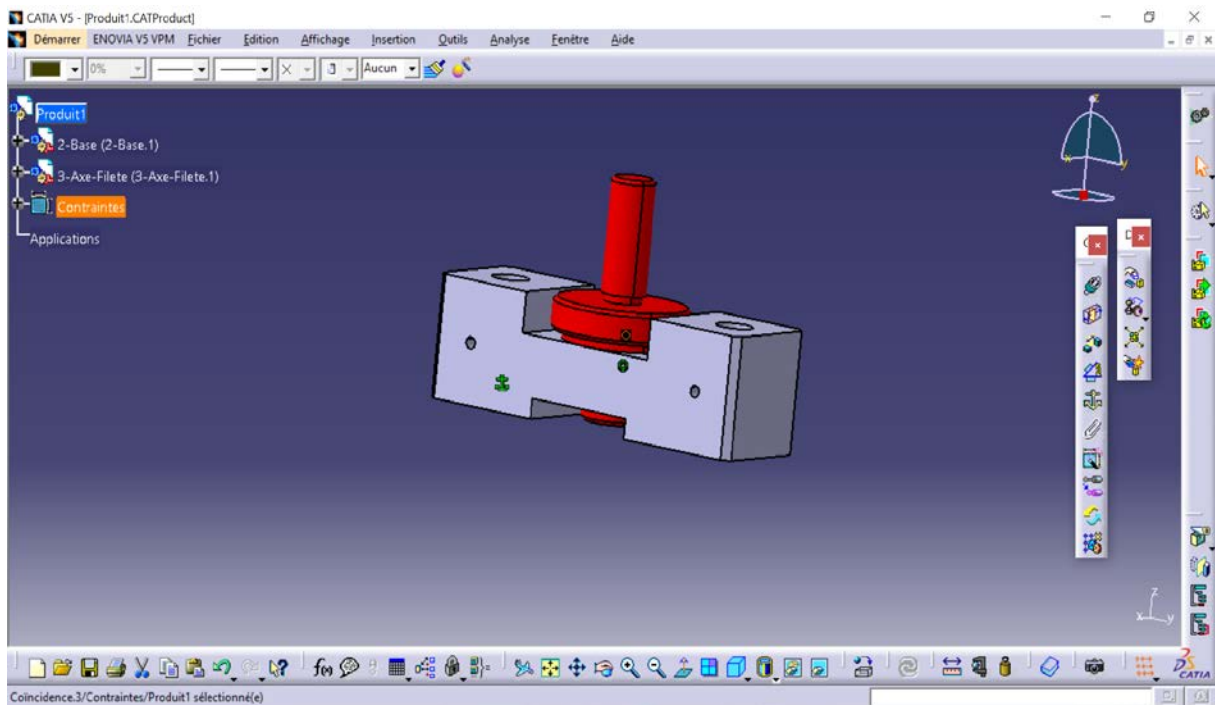 CATIA V5 - [Produit1.CATProduct]
Démarrer ENOVIA V5 VPM Fichier Edition Affichage Insertion Outils Analyse Fenêtre Aide
0% Aucun
Produit1
2-Base (2-Base.1)
3-Axe-Filete (3-Axe-Filete.1)
Contraintes
Applications
z
x
y
z
x
y
f(x)
CATIA
Coïncidence.3/Contraintes/Produit1 sélectionné(e)